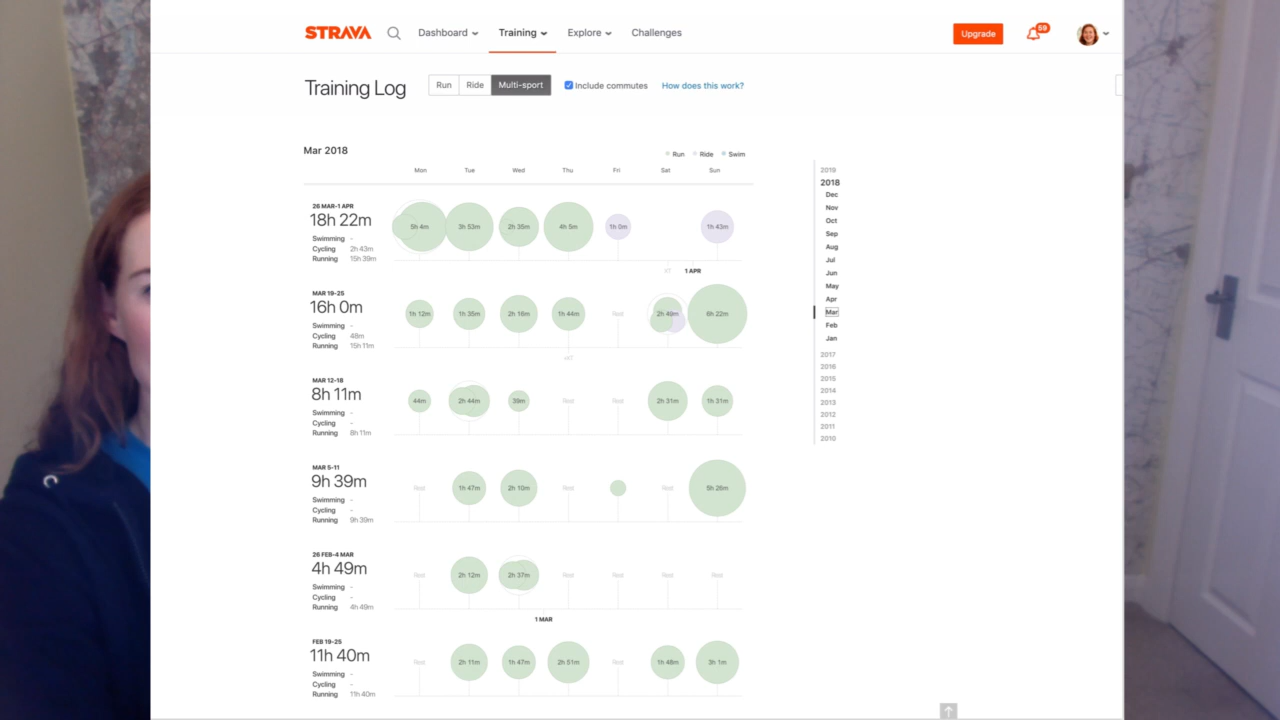 STRAVA Dashboard Training Explore Challenges Upgrade 59
Training Log Run Ride Multi-sport Include commutes How does this work?
Mar 2018
Run Ride Swim
Mon Tue Wed Thu Fri Sat Sun
26 MAR-1 APR
18h 22m
Swimming -
Cycling 2h 43m
Running 15h 39m
5h 4m 3h 53m 2h 35m 4h 5m 1h 0m 1h 43m
1 APR
MAR 19-25
16h 0m
Swimming -
Cycling 48m
Running 15h 11m
1h 12m 1h 35m 2h 18m 1h 44m Rest 2h 49m 6h 22m
MAR 12-18
8h 11m
Swimming -
Cycling -
Running 8h 11m
44m 2h 44m 39m Rest Rest 2h 31m 1h 31m
MAR 5-11
9h 39m
Swimming -
Cycling -
Running 9h 39m
Rest 1h 47m 2h 10m Rest Rest 5h 26m
26 FEB-4 MAR
4h 49m
Swimming -
Cycling -
Running 4h 49m
Rest 2h 12m 2h 37m Rest Rest Rest Rest
1 MAR
FEB 19-25
11h 40m
Swimming -
Cycling -
Running 11h 40m
Rest 2h 11m 1h 47m 2h 51m Rest 1h 48m 3h 1m
2019
2018
Dec
Nov
Oct
Sep
Aug
Jul
Jun
May
Apr
Mar
Feb
Jan
2017
2016
2015
2014
2013
2012
2011
2010